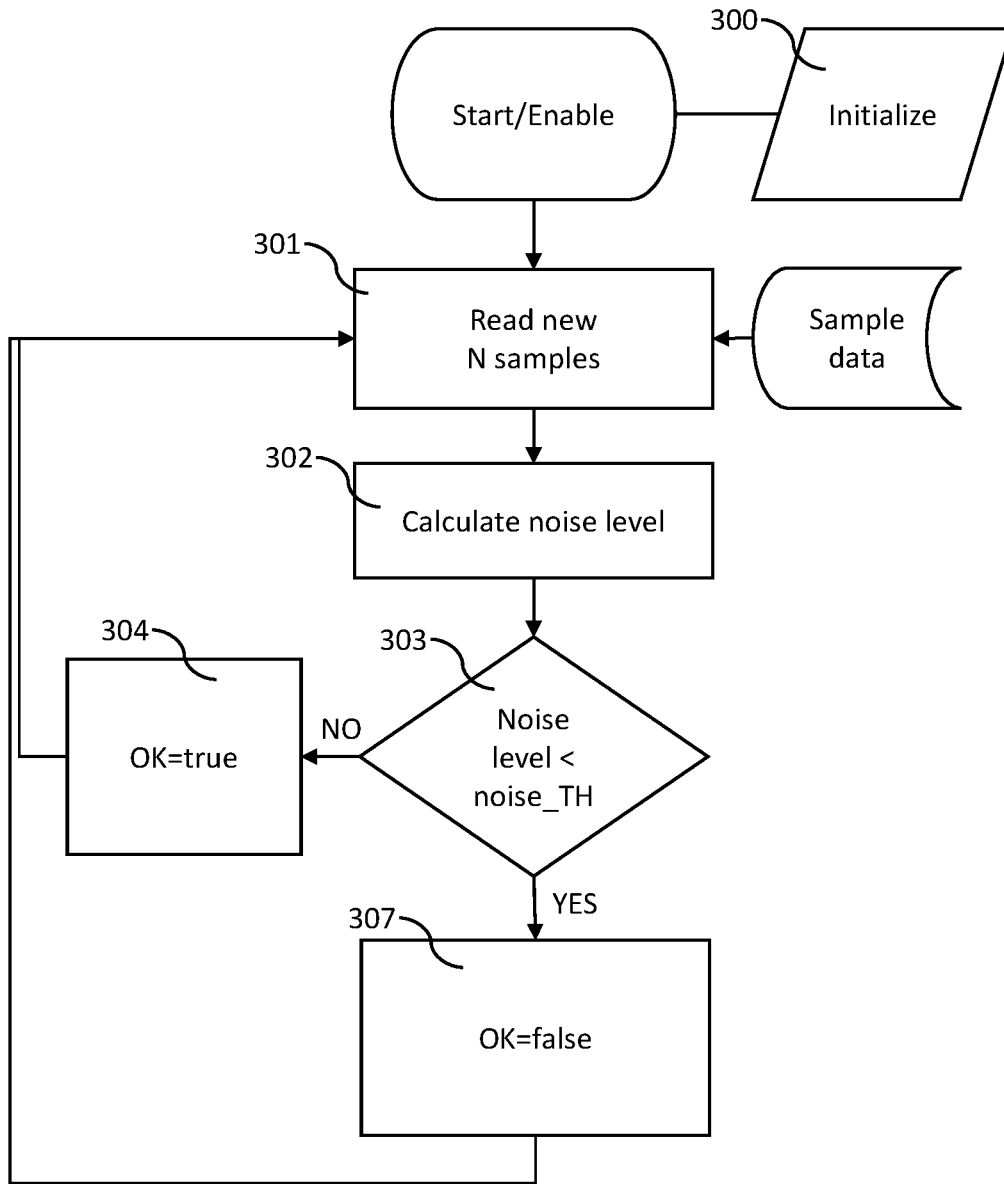 300
Start/Enable
Initialize
301
Read new
N samples
Sample
data
302
Calculate noise level
303
304
Noise
level <
noise_TH
NO
OK=true
YES
307
OK=false